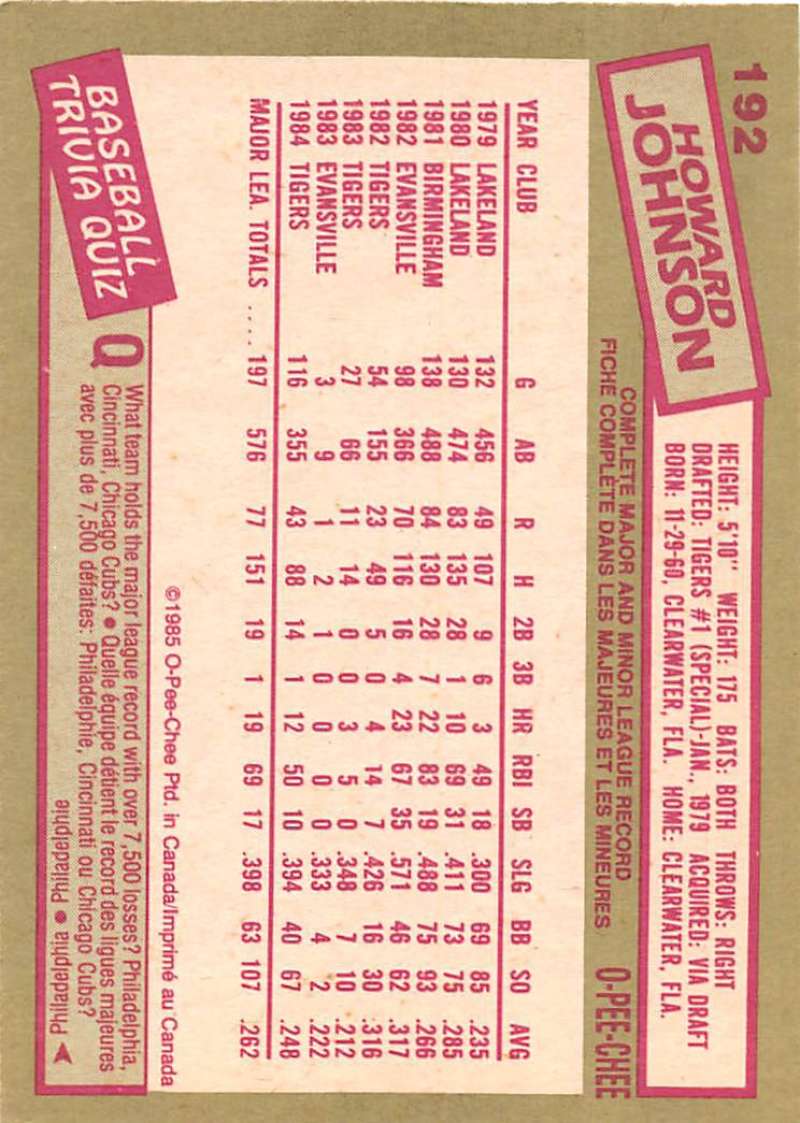 192
HOWARD
JOHNSON
HEIGHT: 5'10" WEIGHT: 175 BATS: BOTH THROWS: RIGHT
DRAFTED: TIGERS #1 (SPECIAL)-JAN., 1979 ACQUIRED: VIA DRAFT
BORN: 11-29-60, CLEARWATER, FLA. HOME: CLEARWATER, FLA.
COMPLETE MAJOR AND MINOR LEAGUE RECORD
FICHE COMPLÈTE DANS LES MAJEURES ET LES MINEURES
O-PEE-CHEE
YEAR CLUB G AB R H 2B 3B HR RBI SB SLG BB SO AVG
1979 LAKELAND 132 456 49 107 9 6 3 49 18 .300 69 85 .235
1980 LAKELAND 130 474 83 135 28 1 10 69 31 .411 73 75 .285
1981 BIRMINGHAM 138 488 84 130 28 7 22 83 19 .488 75 93 .266
1982 EVANSVILLE 98 366 70 116 16 4 23 67 35 .571 46 62 .317
1982 TIGERS 54 155 23 49 5 0 4 14 7 .426 16 30 .316
1983 TIGERS 27 66 11 14 0 0 3 5 0 .348 7 10 .212
1983 EVANSVILLE 3 9 1 2 1 0 0 0 0 .333 4 2 .222
1984 TIGERS 116 355 43 88 14 1 12 50 10 .394 40 67 .248
MAJOR LEA. TOTALS .... 197 576 77 151 19 1 19 69 17 .398 63 107 .262
©1985 O-Pee-Chee Ptd. in Canada/Imprimé au Canada
BASEBALL
TRIVIA QUIZ
Q What team holds the major league record with over 7,500 losses? Philadelphia,
Cincinnati, Chicago Cubs? ● Quelle équipe détient le record des ligues majeures
avec plus de 7,500 défaites: Philadelphie, Cincinnati ou Chicago Cubs?
Philadelphia ● Philadelphie